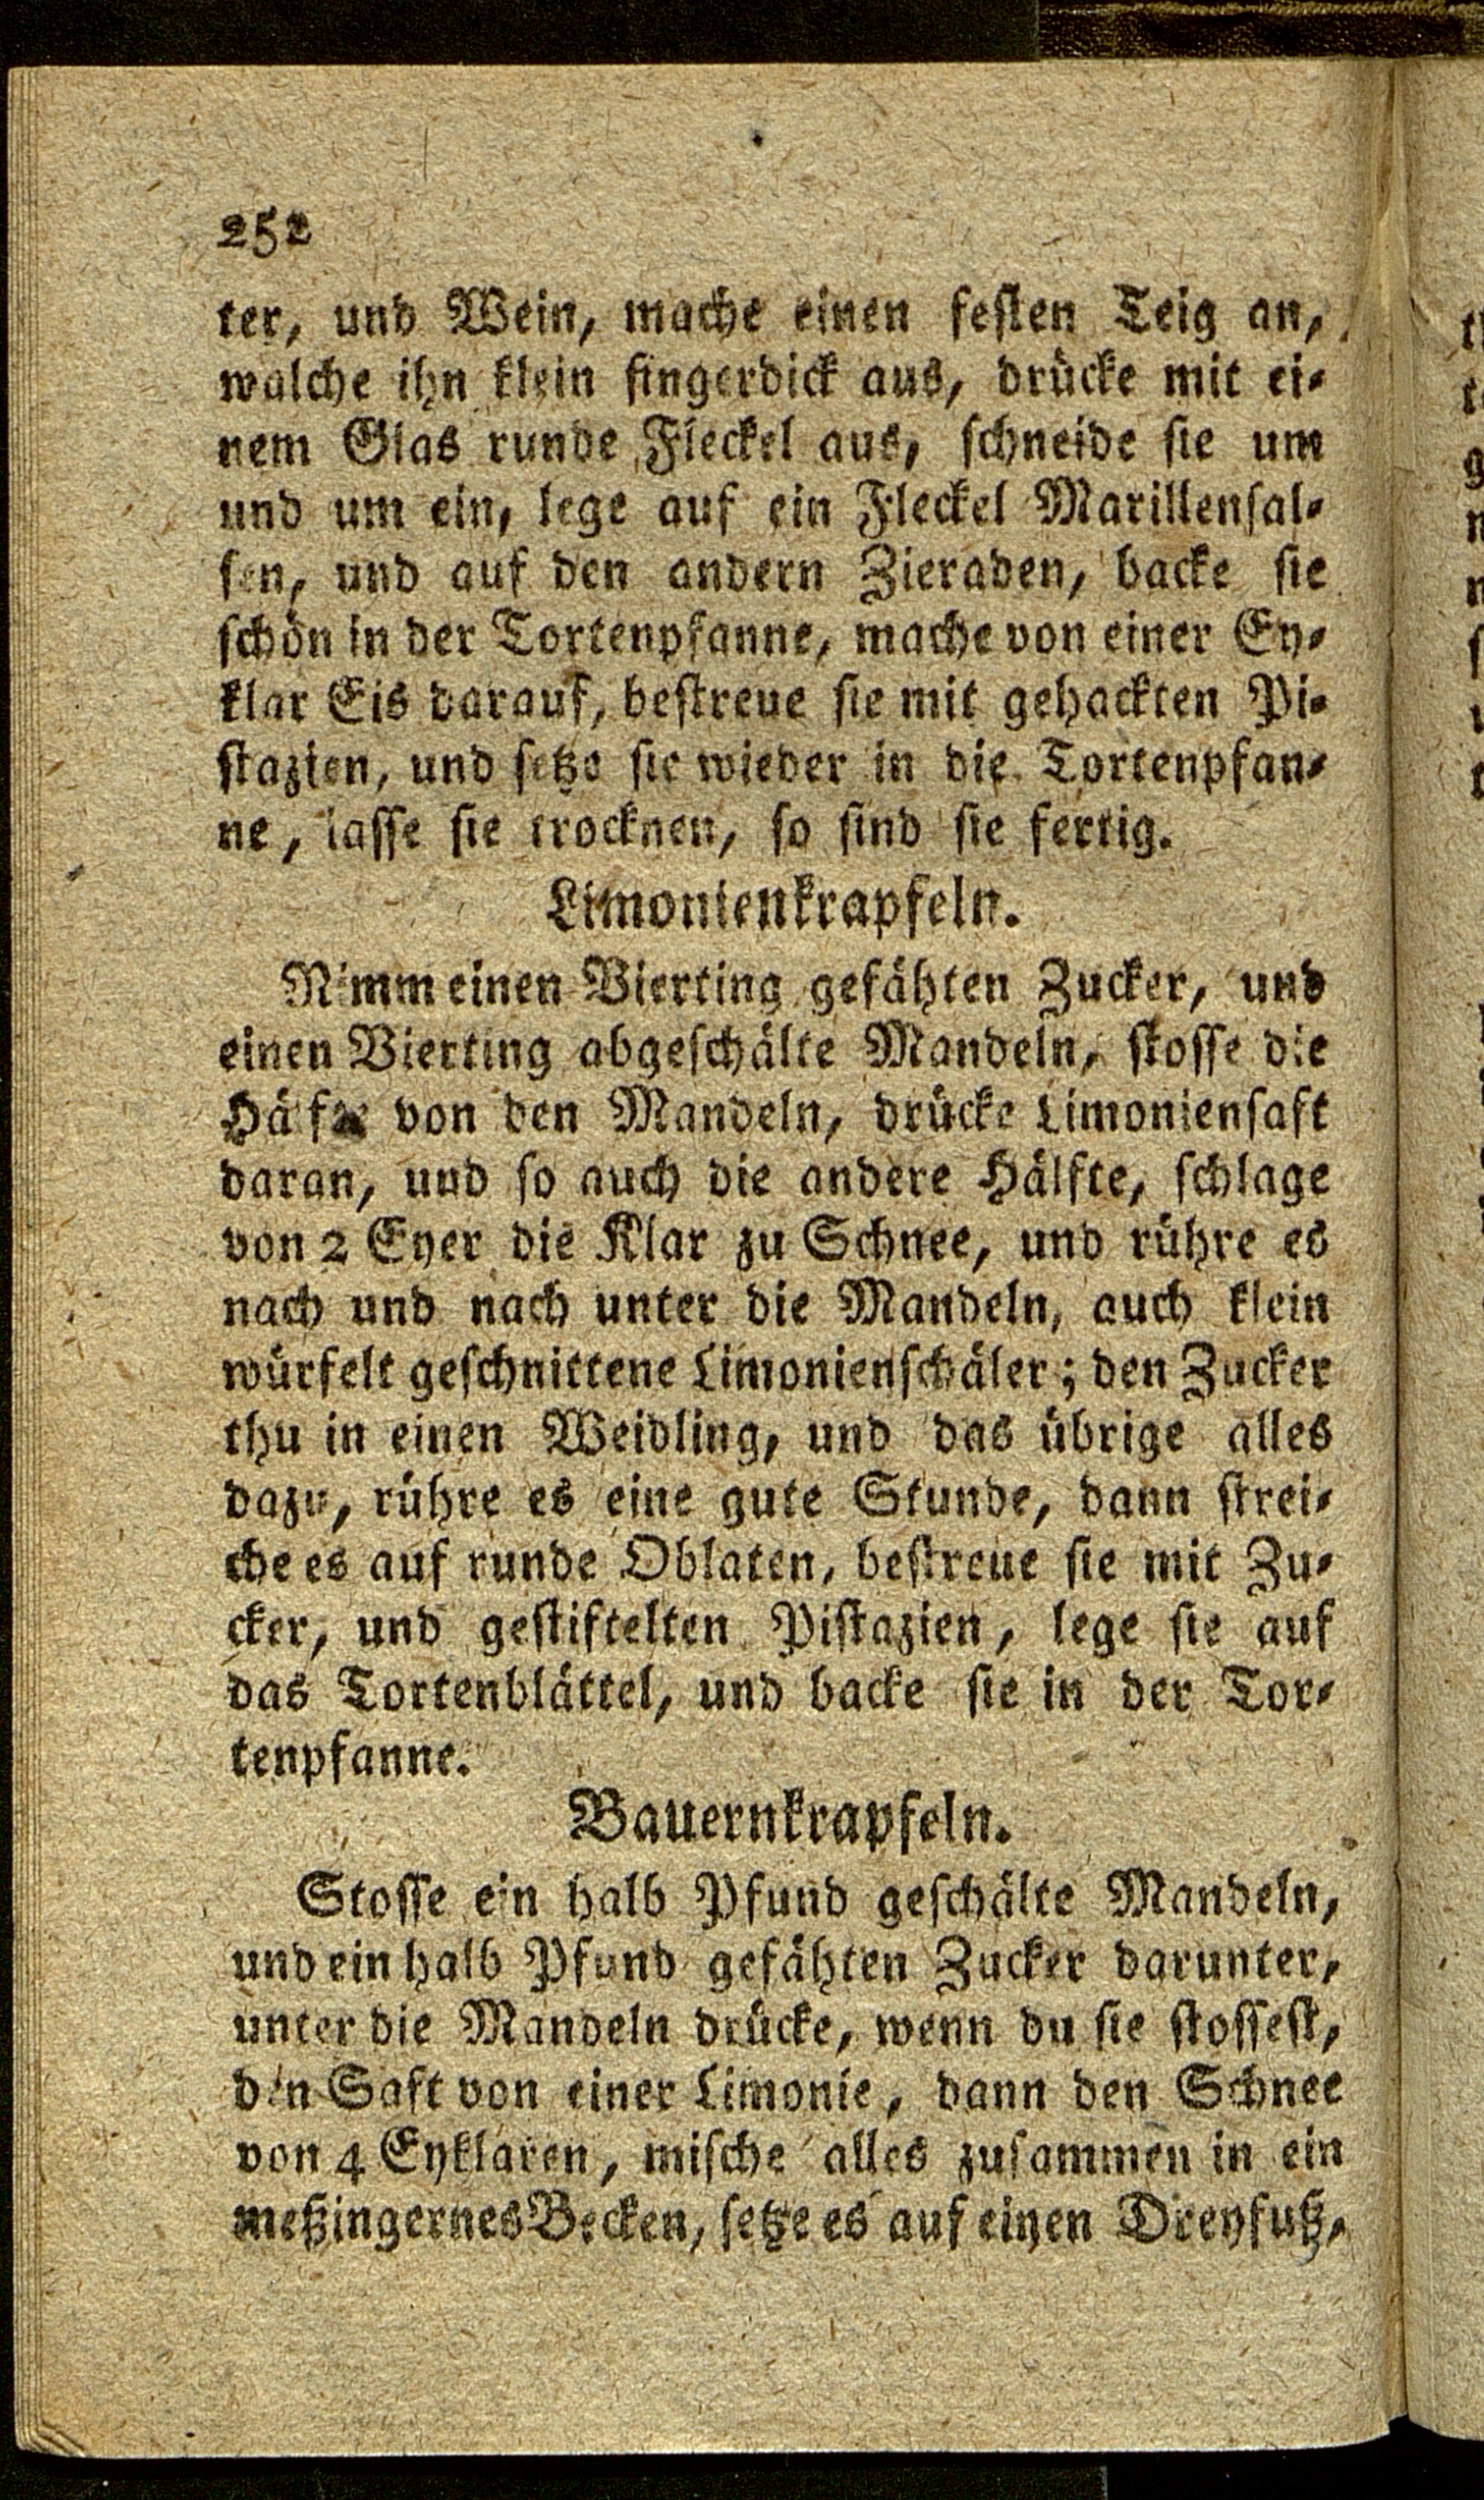 252
ter, und Wein, mache einen festen Teig an,
walche ihn klein fingerdick aus, drücke mit ei-
nem Glas runde Fleckel aus, schneide sie um
und um ein, lege auf ein Fleckel Marillensal-
sen, und auf den andern Zieraden, backe sie
schön in der Tortenpfanne, mache von einer Ey-
klar Eis darauf, bestreue sie mit gehackten Pi-
stazien, und setze sie wieder in die Tortenpfan-
ne, lasse sie trocknen, so sind sie fertig.
Limonienkrapfeln.
Nimm einen Vierting gefähten Zucker, und
einen Vierting abgeschälte Mandeln, stosse die
von den Mandeln, drücke Limoniensaft
daran, und so auch die andere Hälfte, schlage
von 2 Eyer die Klar zu Schnee, und rühre es
nach und nach unter die Mandeln, auch klein
würfelt geschnittene Limonienschäler; den Zucker
thu in einen Weidling, und das übrige alles
dazu, rühre es eine gute Stunde, dann strei-
che es auf runde Oblaten, bestreue sie mit Zu-
cker, und gestiftelten Pistazien, lege sie auf
das Tortenblättel, und backe sie in der Tor-
tenpfanne.
Bauernkrapfeln.
Stosse ein halb Pfund geschälte Mandeln,
und ein halb Pfund gefähten Zucker darunter,
unter die Mandeln drücke, wenn du sie stossest,
den Saft von einer Limonie, dann den Schnee
von 4 Eyklaren, mische alles zusammen in ein
meßingernes Becken, setze es auf einen Dreyfuß,